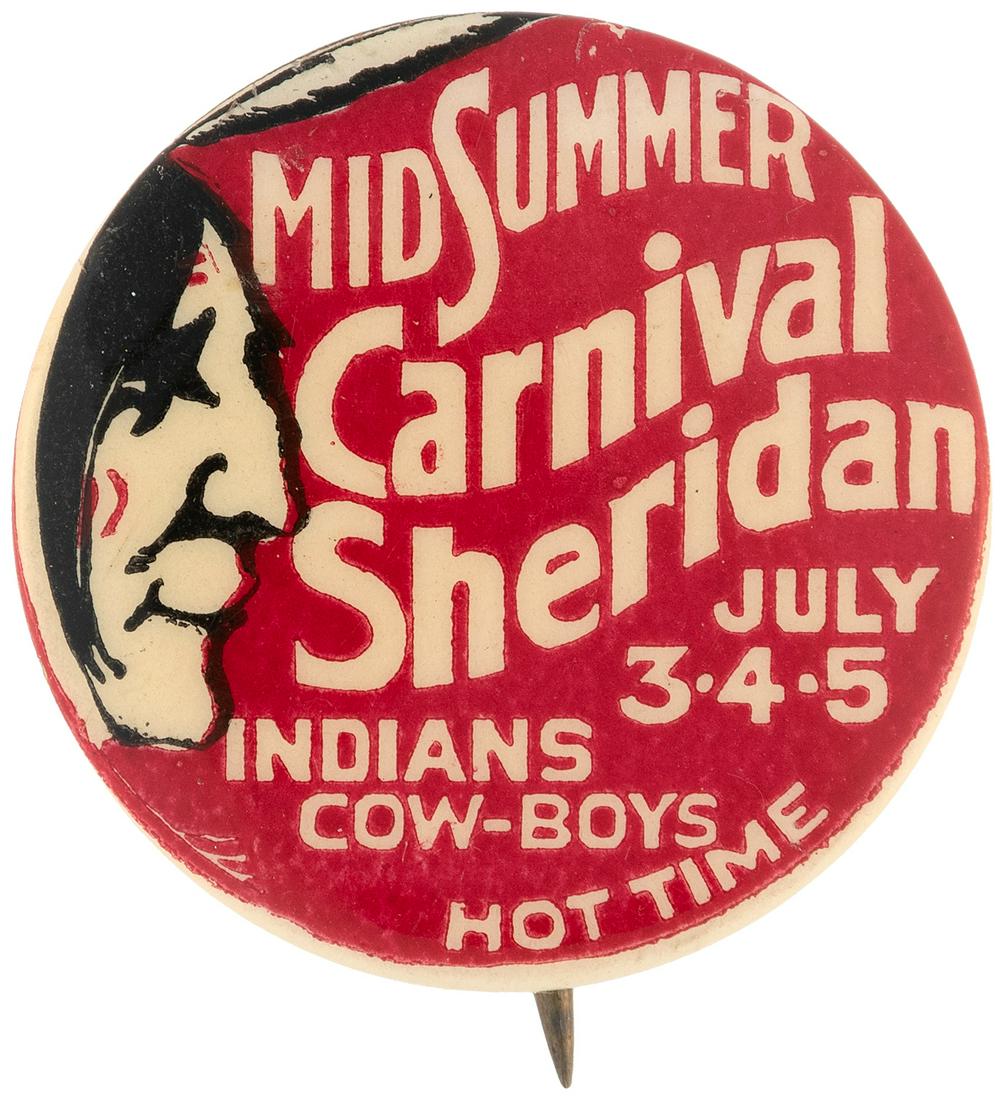 MIDSUMMER
Carnival
Sheridan
JULY
3·4·5
INDIANS
COW-BOYS
HOT TIME